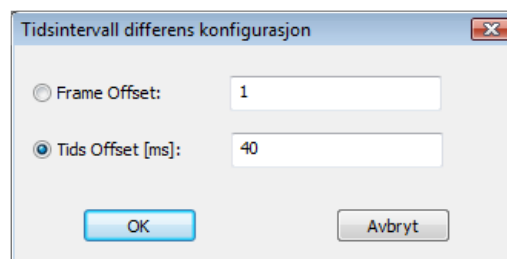 Tidsintervall differens konfigurasjon
Frame Offset: 1
Tids Offset [ms]: 40
OK Avbryt